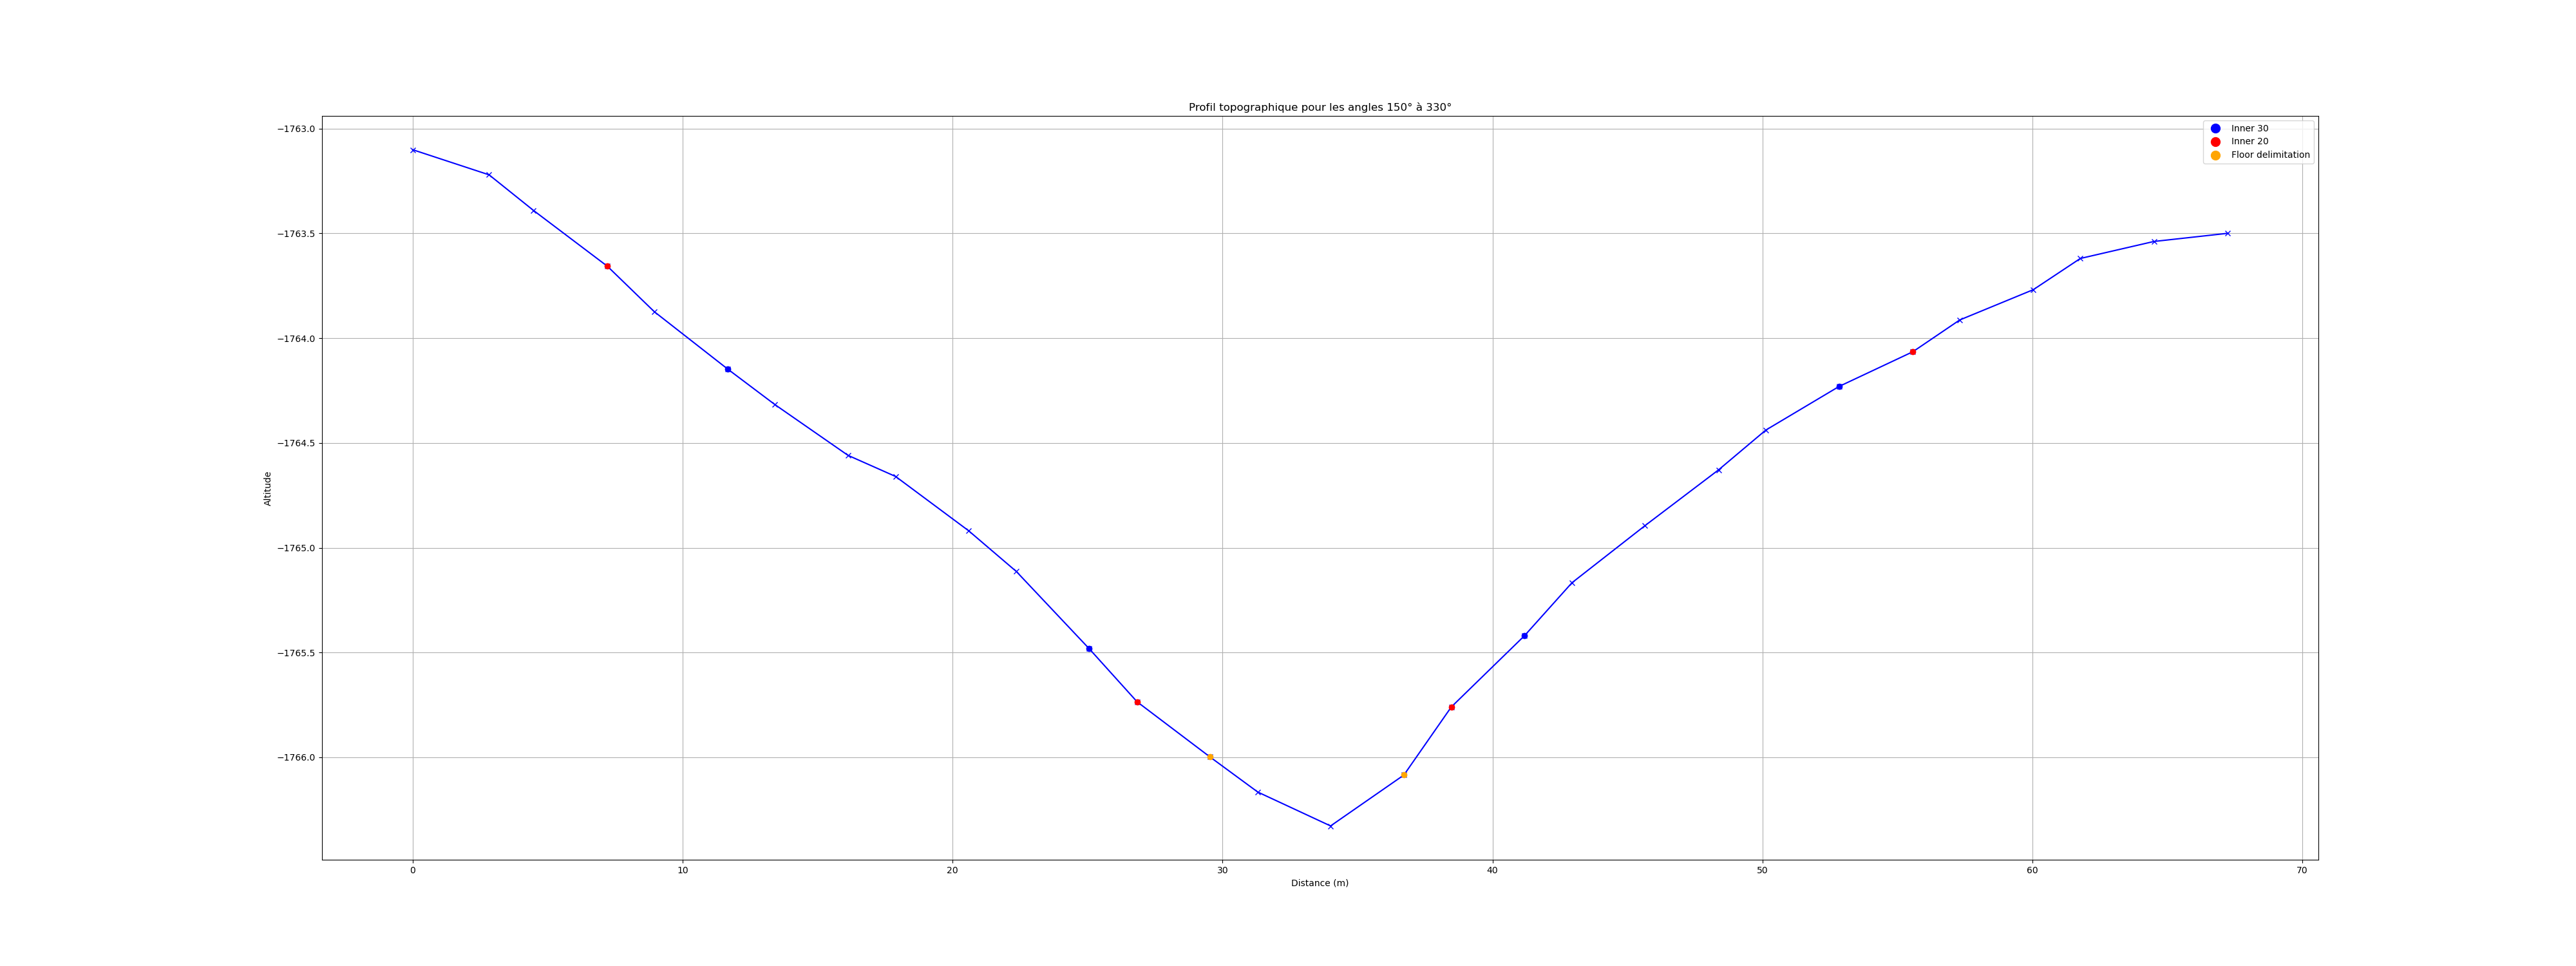 Profil topographique pour les angles 150° à 330°
Inner 30
Inner 20
Floor delimitation
−1763.0
−1763.5
−1764.0
−1764.5
−1765.0
−1765.5
−1766.0
Altitude
0 10 20 30 40 50 60 70
Distance (m)